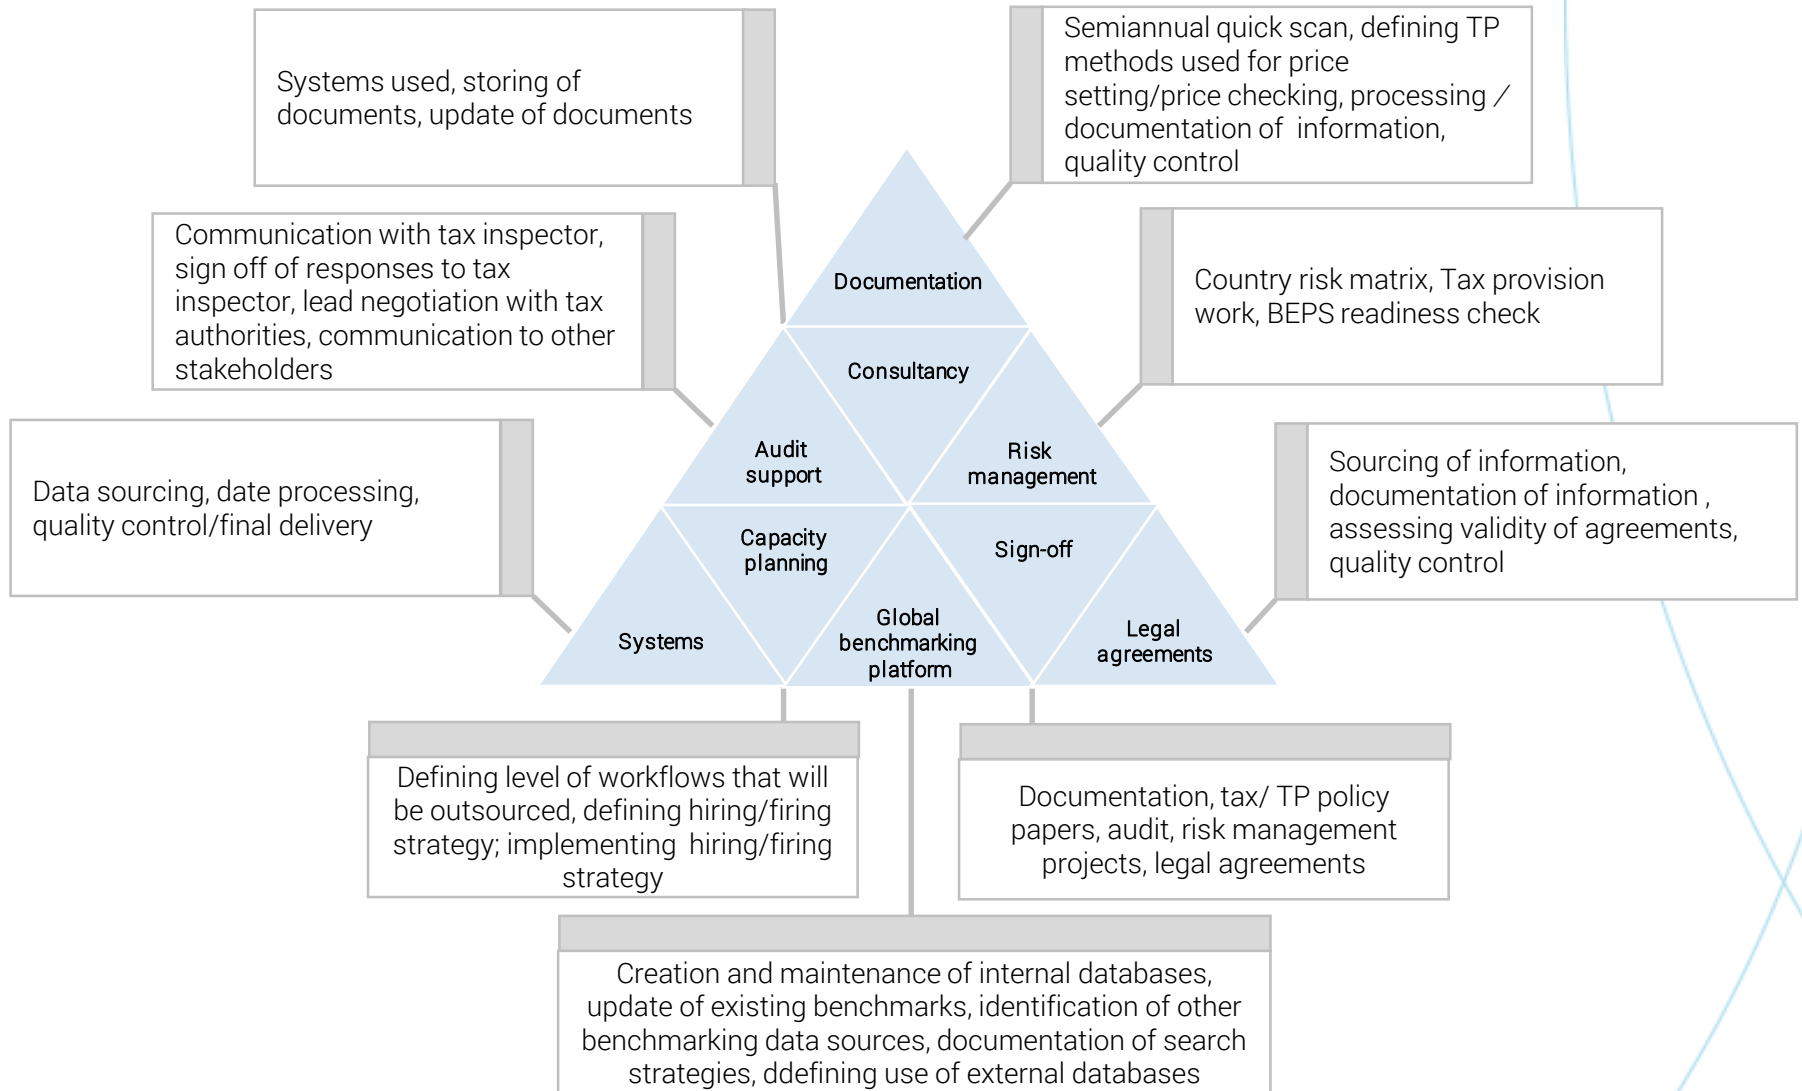 Systems used, storing of
documents, update of documents
Semiannual quick scan, defining TP
methods used for price
setting/price checking, processing /
documentation of information,
quality control
Communication with tax inspector,
sign off of responses to tax
inspector, lead negotiation with tax
authorities, communication to other
stakeholders
Country risk matrix, Tax provision
work, BEPS readiness check
Data sourcing, date processing,
quality control/final delivery
Sourcing of information,
documentation of information ,
assessing validity of agreements,
quality control
Documentation
Consultancy
Audit
support
Risk
management
Capacity
planning
Sign-off
Systems
Global
benchmarking
platform
Legal
agreements
Defining level of workflows that will
be outsourced, defining hiring/firing
strategy; implementing hiring/firing
strategy
Documentation, tax/ TP policy
papers, audit, risk management
projects, legal agreements
Creation and maintenance of internal databases,
update of existing benchmarks, identification of other
benchmarking data sources, documentation of search
strategies, ddefining use of external databases